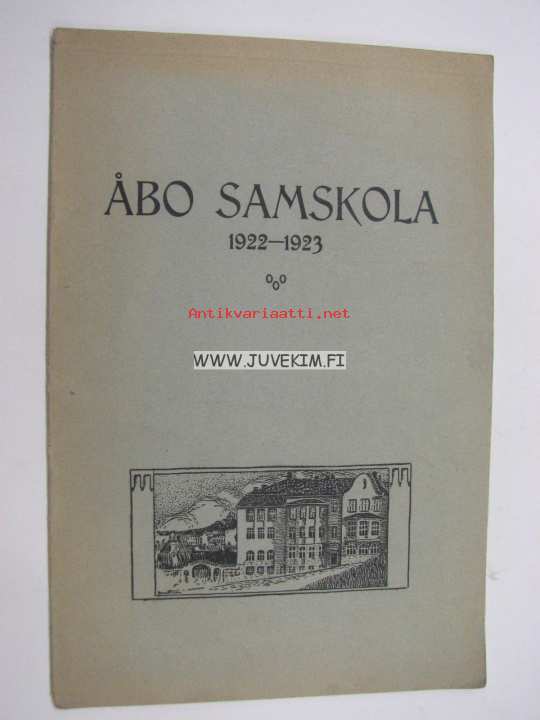 ÅBO SAMSKOLA
1922—1923
Antikvariaatti.net
WWW.JUVEKIM.FI